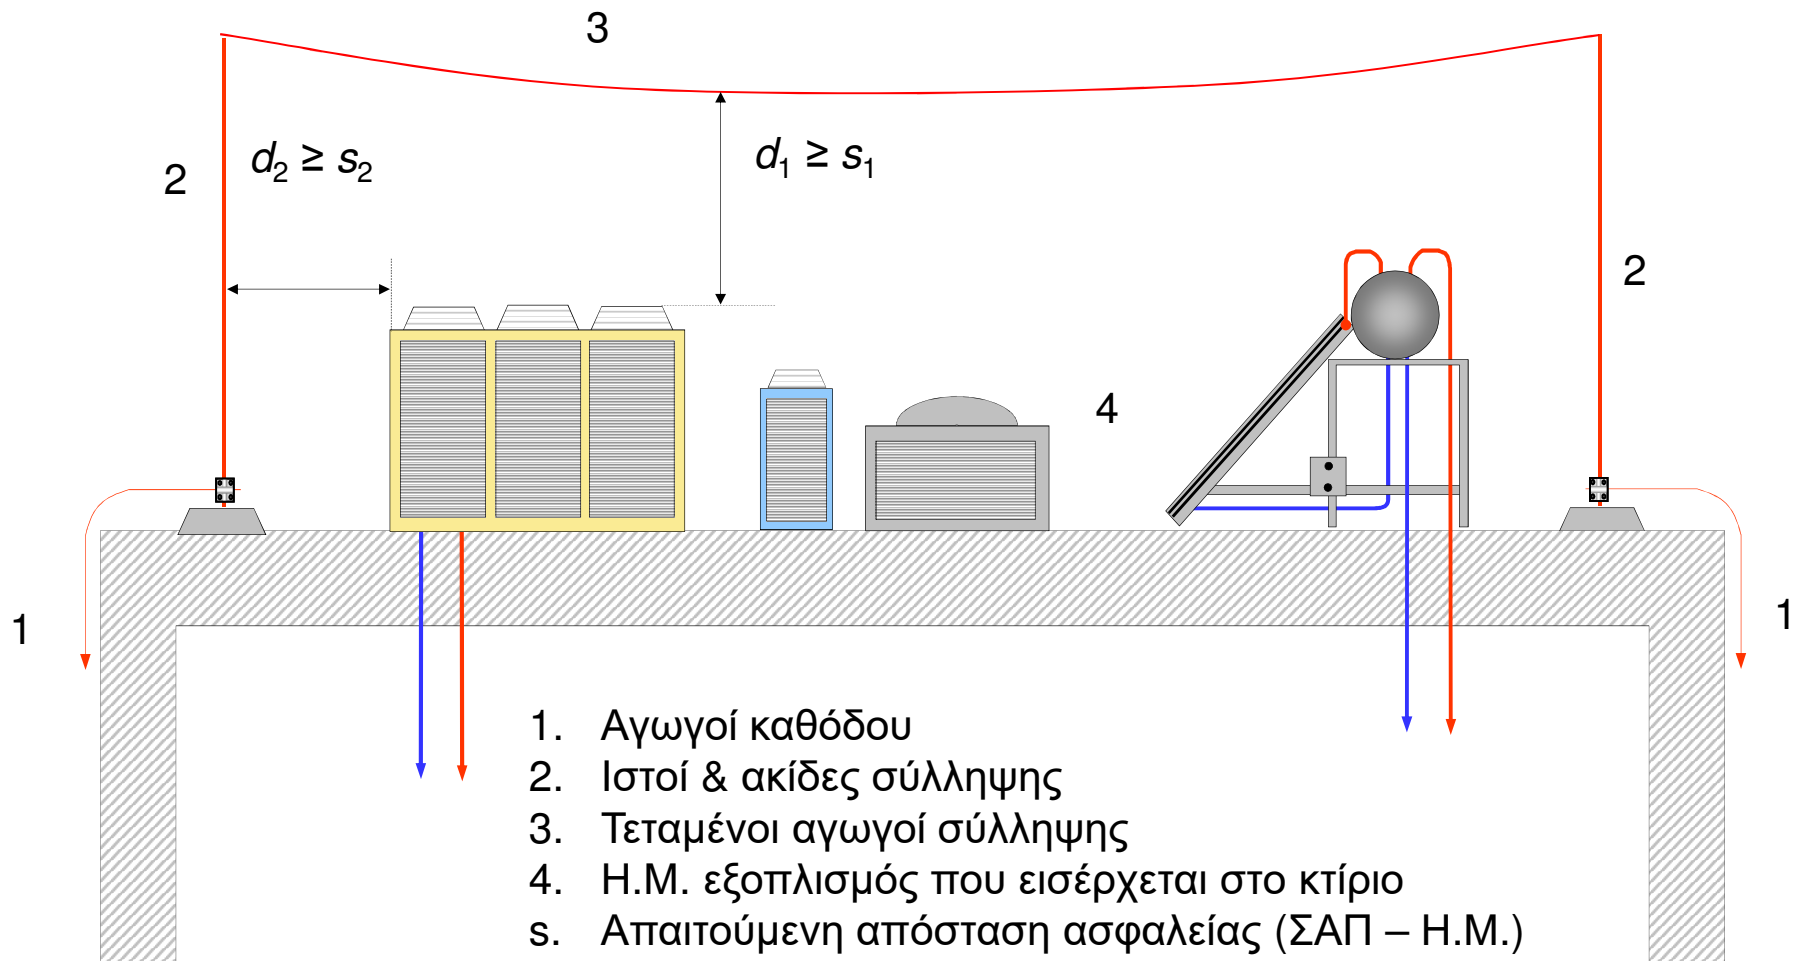 3
d₂ ≥ s₂
d₁ ≥ s₁
2
2
4
1
1
1. Αγωγοί καθόδου
2. Ιστοί & ακίδες σύλληψης
3. Τεταμένοι αγωγοί σύλληψης
4. Η.Μ. εξοπλισμός που εισέρχεται στο κτίριο
s. Απαιτούμενη απόσταση ασφαλείας (ΣΑΠ – Η.Μ.)